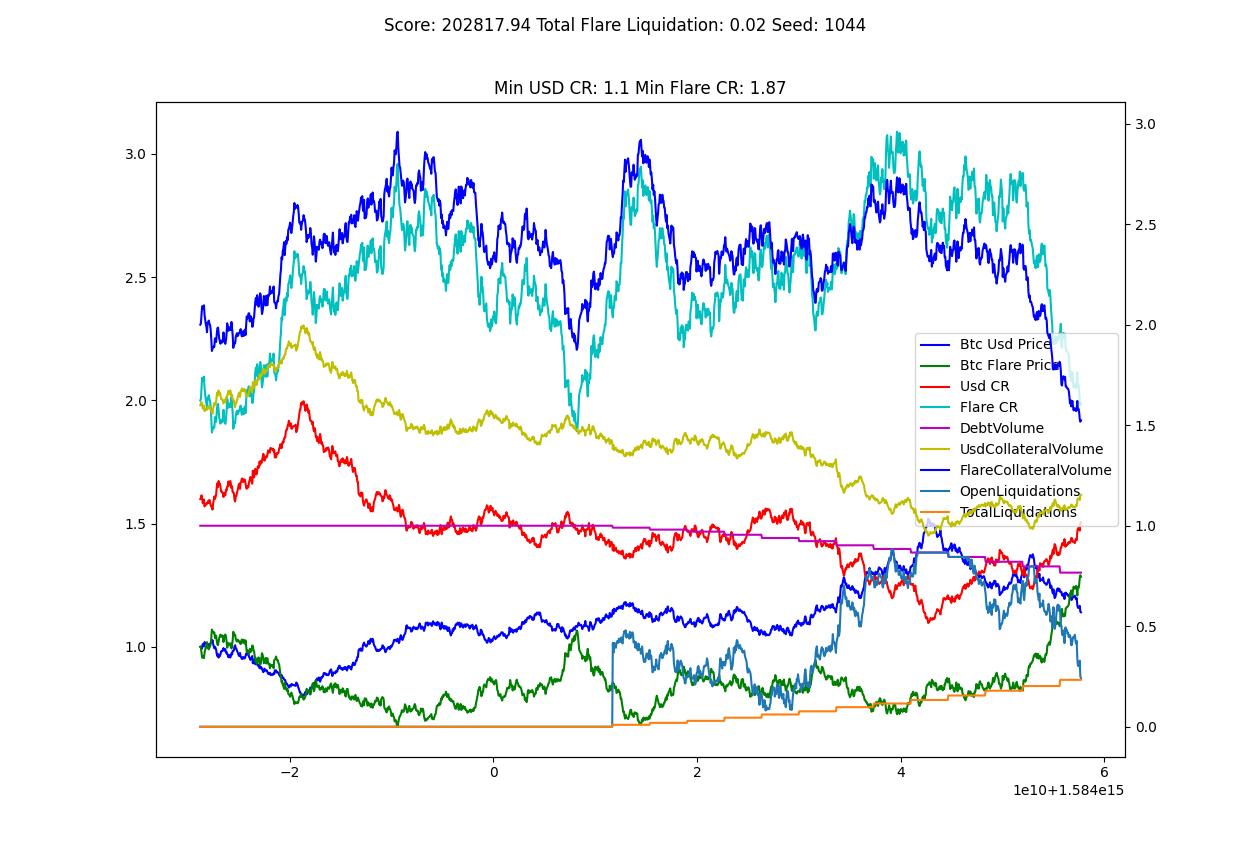 Score: 202817.94 Total Flare Liquidation: 0.02 Seed: 1044
Min USD CR: 1.1 Min Flare CR: 1.87
3.0
2.5
2.0
1.5
1.0
3.0
2.5
2.0
1.5
1.0
0.5
0.0
Btc Usd Price
Btc Flare Price
Usd CR
Flare CR
DebtVolume
UsdCollateralVolume
FlareCollateralVolume
OpenLiquidations
TotalLiquidations
−2 0 2 4 6
1e10+1.584e15